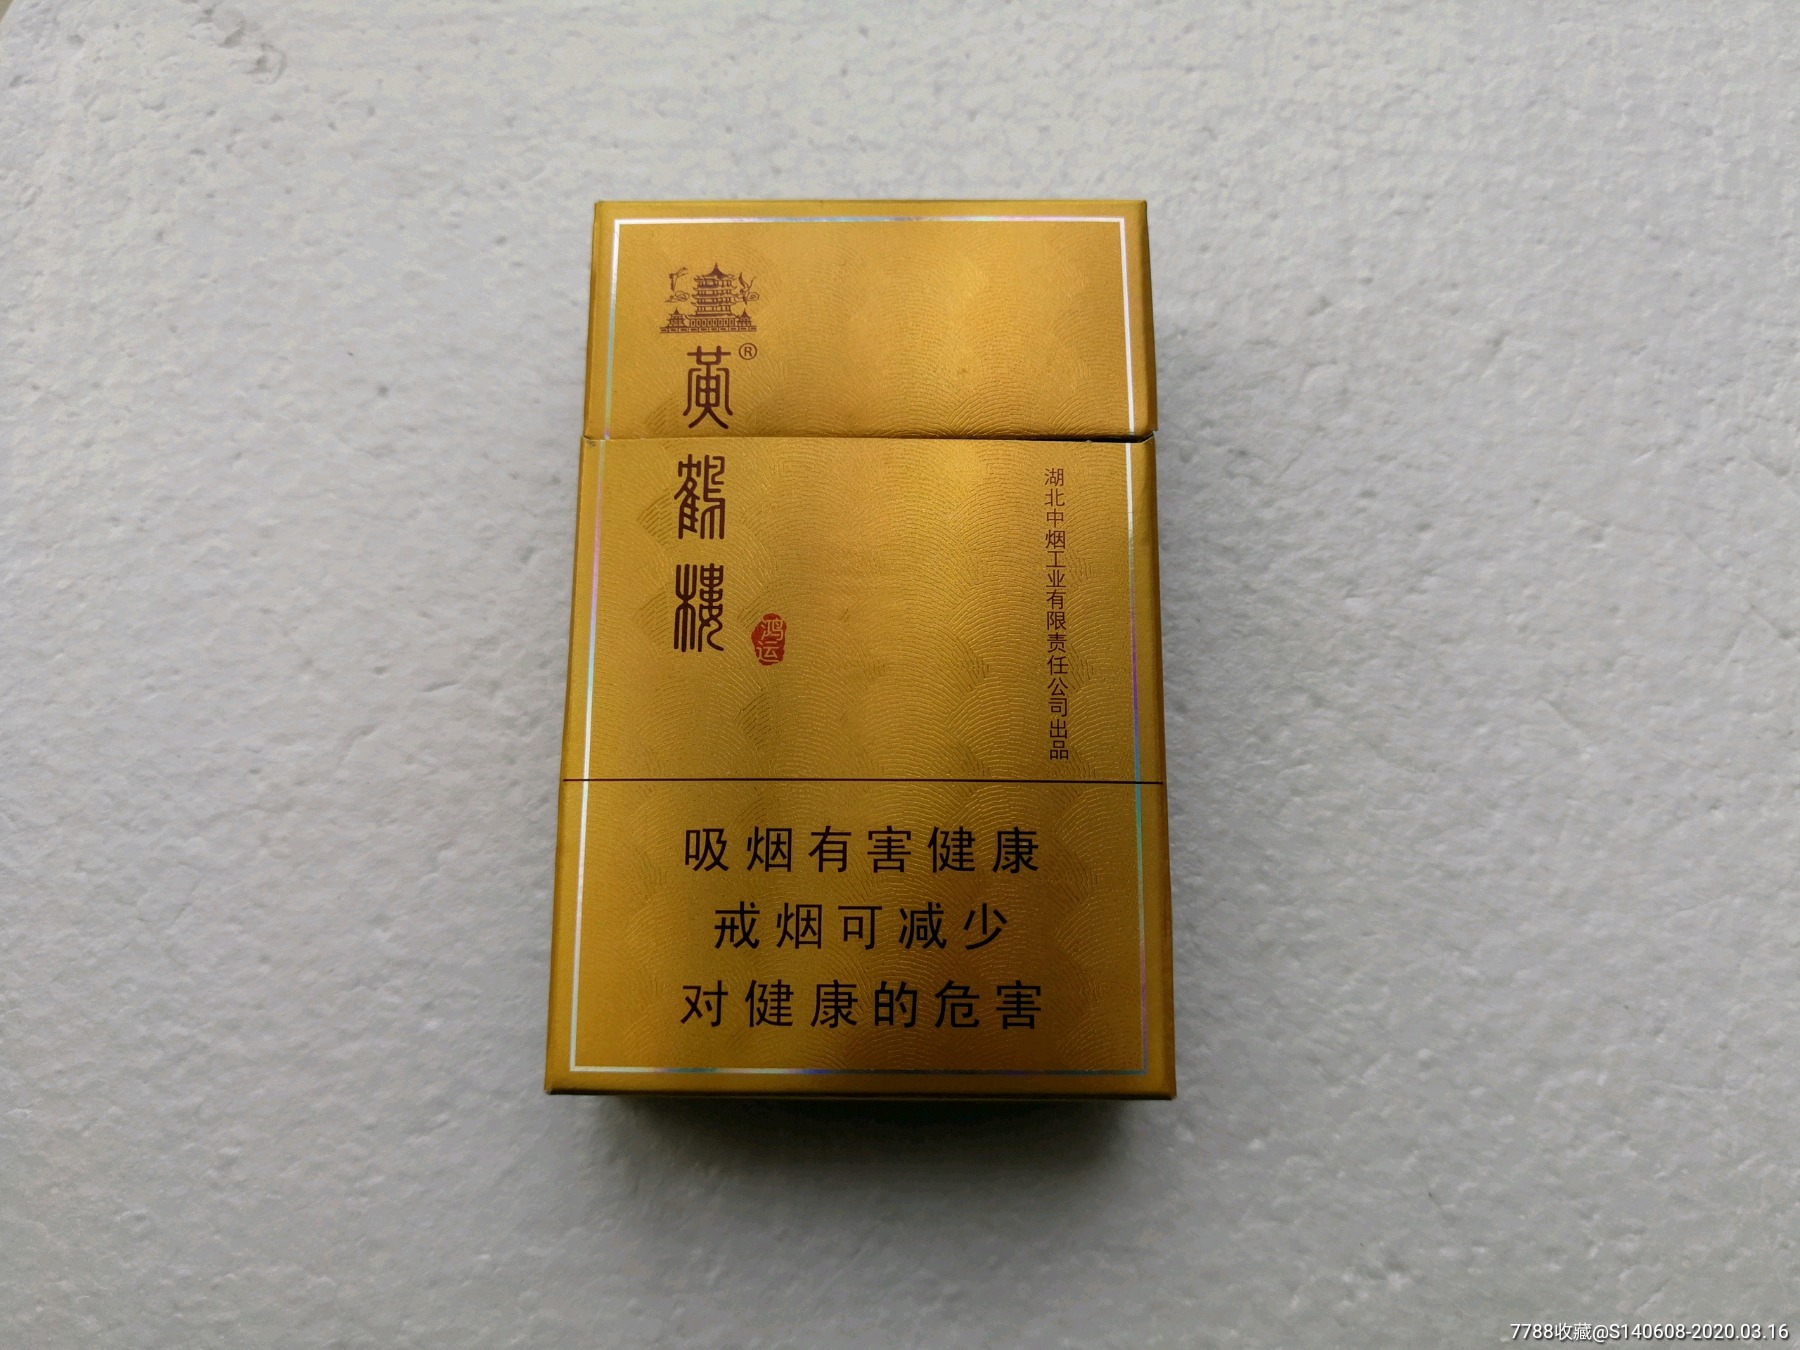 黄鶴樓®
鸿运
湖北中烟工业有限责任公司出品
吸烟有害健康
戒烟可减少
对健康的危害
7788收藏@S140608-2020.03.16